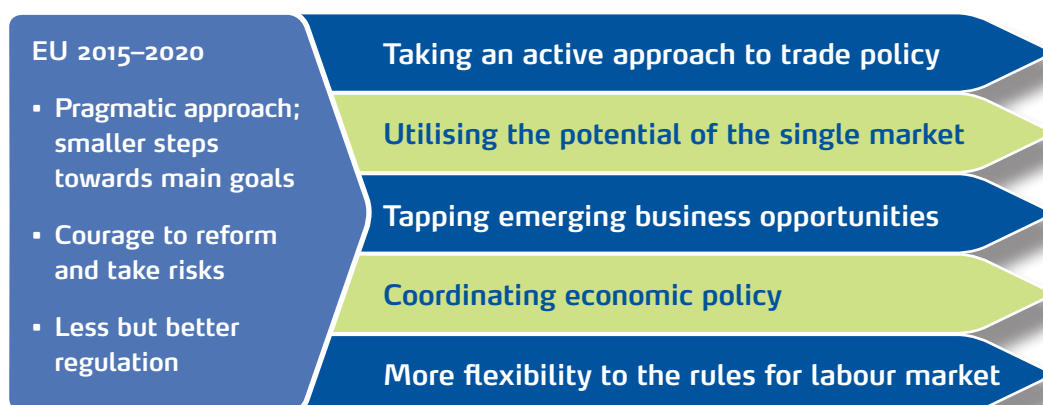 EU 2015–2020
▪ Pragmatic approach;
smaller steps
towards main goals
▪ Courage to reform
and take risks
▪ Less but better
regulation
Taking an active approach to trade policy
Utilising the potential of the single market
Tapping emerging business opportunities
Coordinating economic policy
More flexibility to the rules for labour market